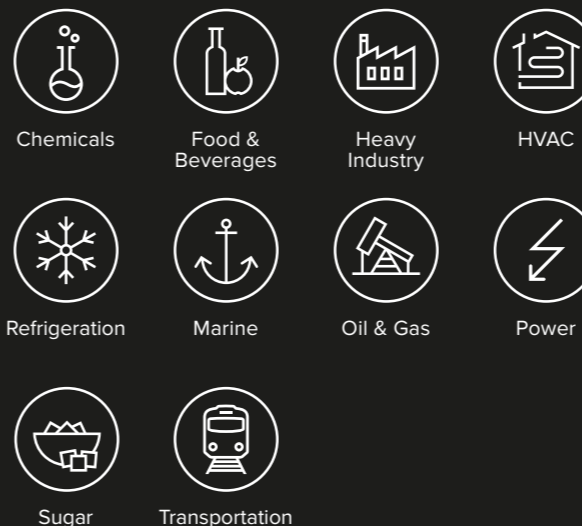 Chemicals
Food &
Beverages
Heavy
Industry
HVAC
Refrigeration
Marine
Oil & Gas
Power
Sugar
Transportation